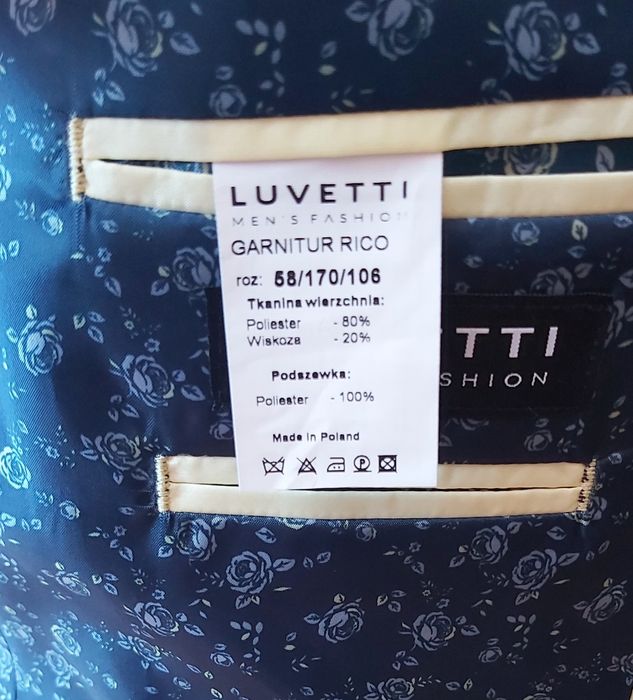 LUVETTI
MEN'S FASHION
GARNITUR RICO
roz: 58/170/106
Tkanina wierzchnia:
Poliester - 80%
Wiskoza - 20%
Podszewka:
Poliester - 100%
Made in Poland
P
TTI
SHION